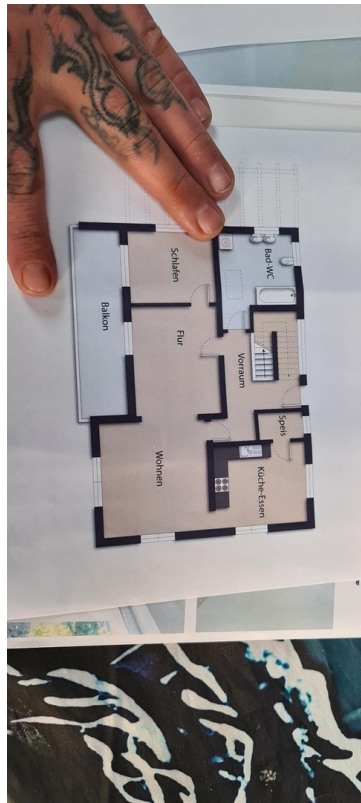 Bad-WC
Schlafen
Balkon
Flur
Vorraum
Speis
Wohnen
Küche-Essen